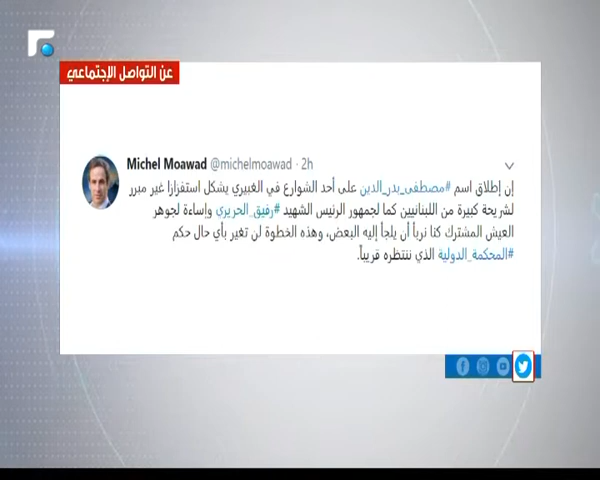 عن التواصل الإجتماعي
Michel Moawad @michelmoawad · 2h
إن إطلاق اسم #مصطفى_بدر_الدين على أحد الشوارع في الغبيري يشكل استفزازا غير مبرر
لشريحة كبيرة من اللبنانيين كما لجمهور الرئيس الشهيد #رفيق_الحريري وإساءة لجوهر
العيش المشترك كنا نربأ أن يلجأ إليه البعض، وهذه الخطوة لن تغير بأي حال حكم
#المحكمة_الدولية الذي ننتظره قريباً.